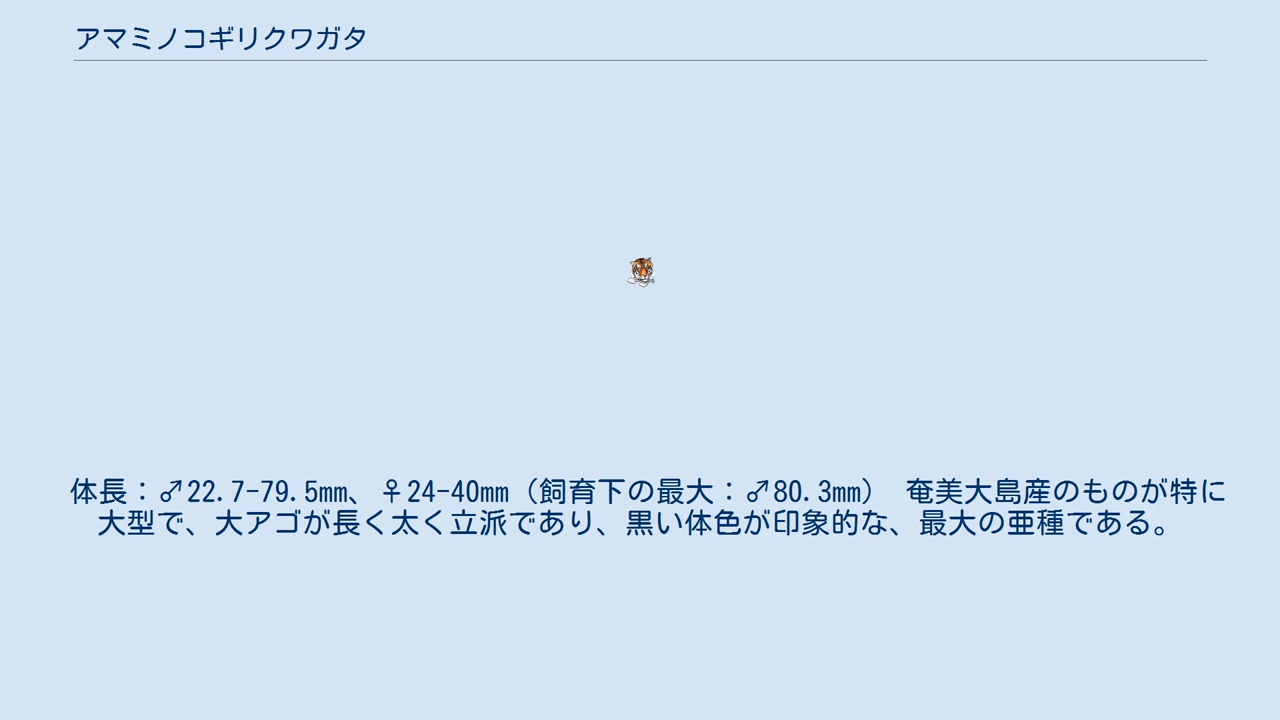 アマミノコギリクワガタ
体長：♂22.7-79.5mm、♀24-40mm（飼育下の最大：♂80.3mm） 奄美大島産のものが特に
大型で、大アゴが長く太く立派であり、黒い体色が印象的な、最大の亜種である。